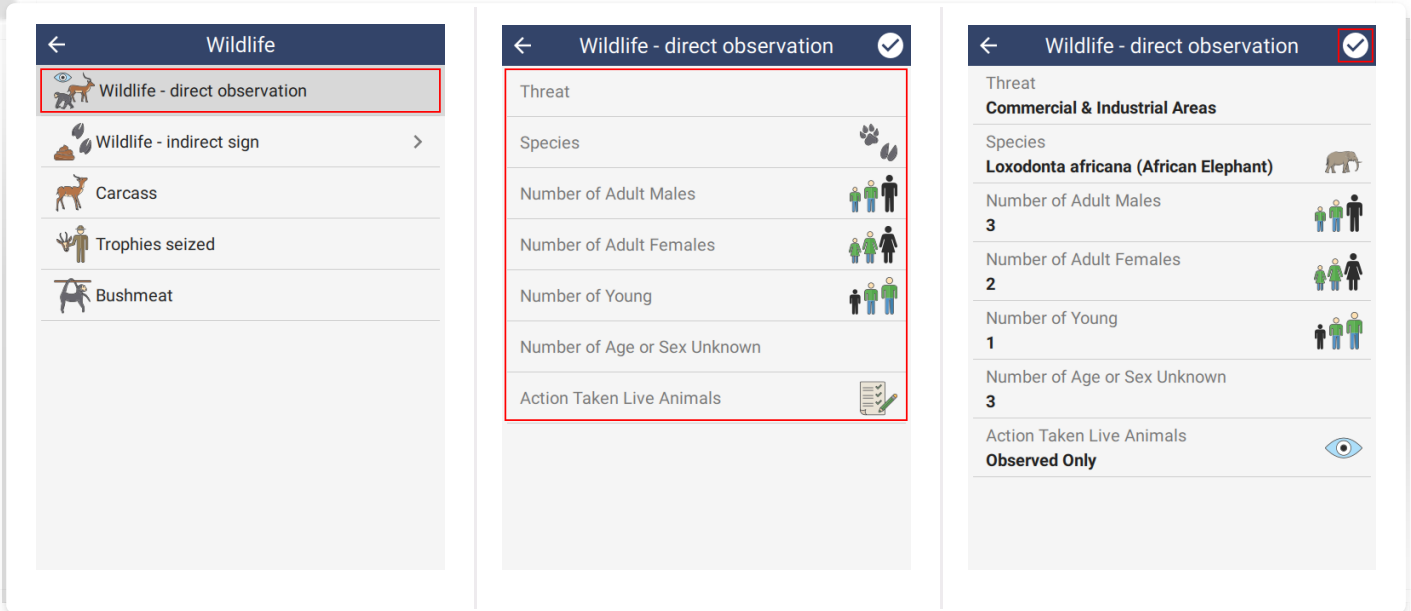 Wildlife
Wildlife - direct observation
Wildlife - indirect sign
Carcass
Trophies seized
Bushmeat
Wildlife - direct observation
Threat
Species
Number of Adult Males
Number of Adult Females
Number of Young
Number of Age or Sex Unknown
Action Taken Live Animals
Wildlife - direct observation
Threat
Commercial & Industrial Areas
Species
Loxodonta africana (African Elephant)
Number of Adult Males
3
Number of Adult Females
2
Number of Young
1
Number of Age or Sex Unknown
3
Action Taken Live Animals
Observed Only